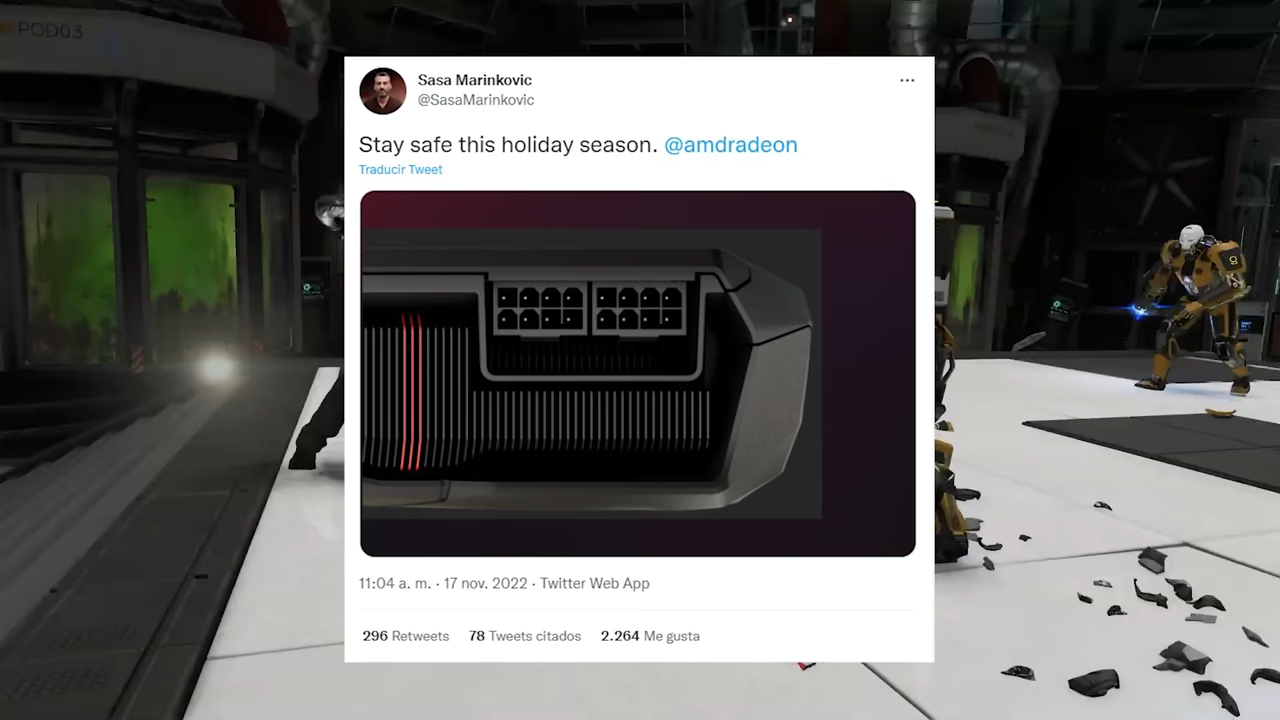 POD03
Sasa Marinkovic
@SasaMarinkovic
Stay safe this holiday season. @amdradeon
Traducir Tweet
11:04 a. m. · 17 nov. 2022 · Twitter Web App
296 Retweets 78 Tweets citados 2.264 Me gusta